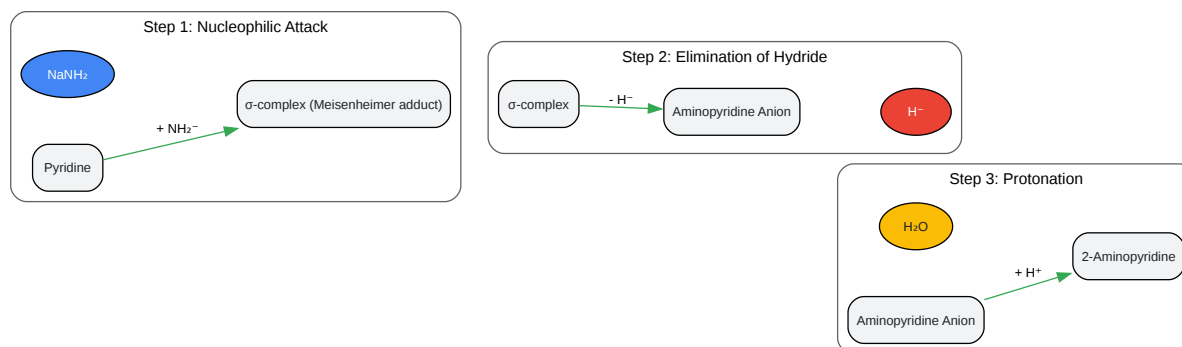 Step 1: Nucleophilic Attack
NaNH₂
σ-complex (Meisenheimer adduct)
+ NH₂⁻
Pyridine
Step 2: Elimination of Hydride
σ-complex
- H⁻
Aminopyridine Anion
H⁻
Step 3: Protonation
H₂O
2-Aminopyridine
+ H⁺
Aminopyridine Anion